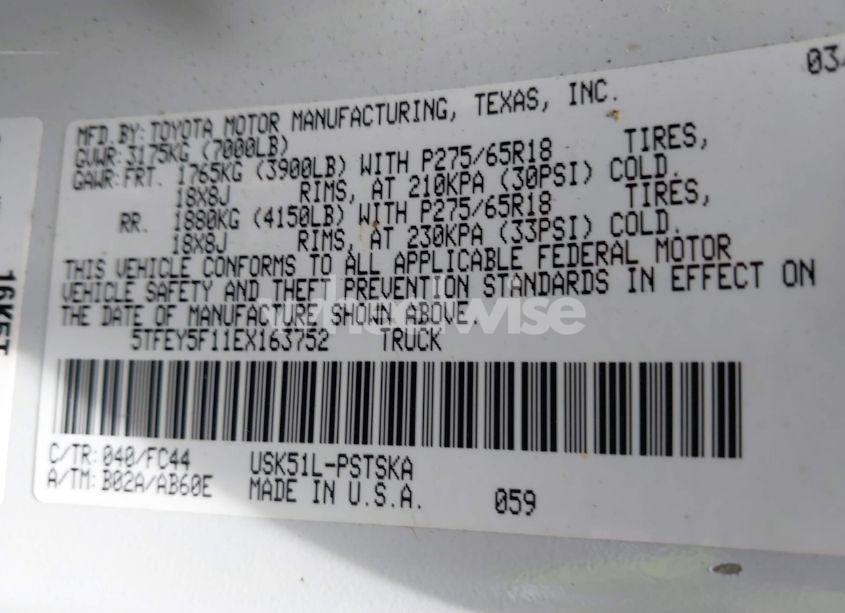 034
MFD.BY:TOYOTA MOTOR MANUFACTURING, TEXAS, INC.
GVWR:3175KG (7000LB)
GAWR:FRT. 1765KG (3900LB) WITH P275/65R18 TIRES,
18X8J RIMS, AT 210KPA (30PSI) COLD.
RR. 1880KG (4150LB) WITH P275/65R18 TIRES,
18X8J RIMS, AT 230KPA (33PSI) COLD.
THIS VEHICLE CONFORMS TO ALL APPLICABLE FEDERAL MOTOR
VEHICLE SAFETY AND THEFT PREVENTION STANDARDS IN EFFECT ON
THE DATE OF MANUFACTURE SHOWN ABOVE.
5TFEY5F11EX163752 TRUCK
C/TR:040/FC44 USK51L-PSTSKA
A/TM:B02A/AB60E MADE IN U.S.A. 059
16K5T
wheelwise